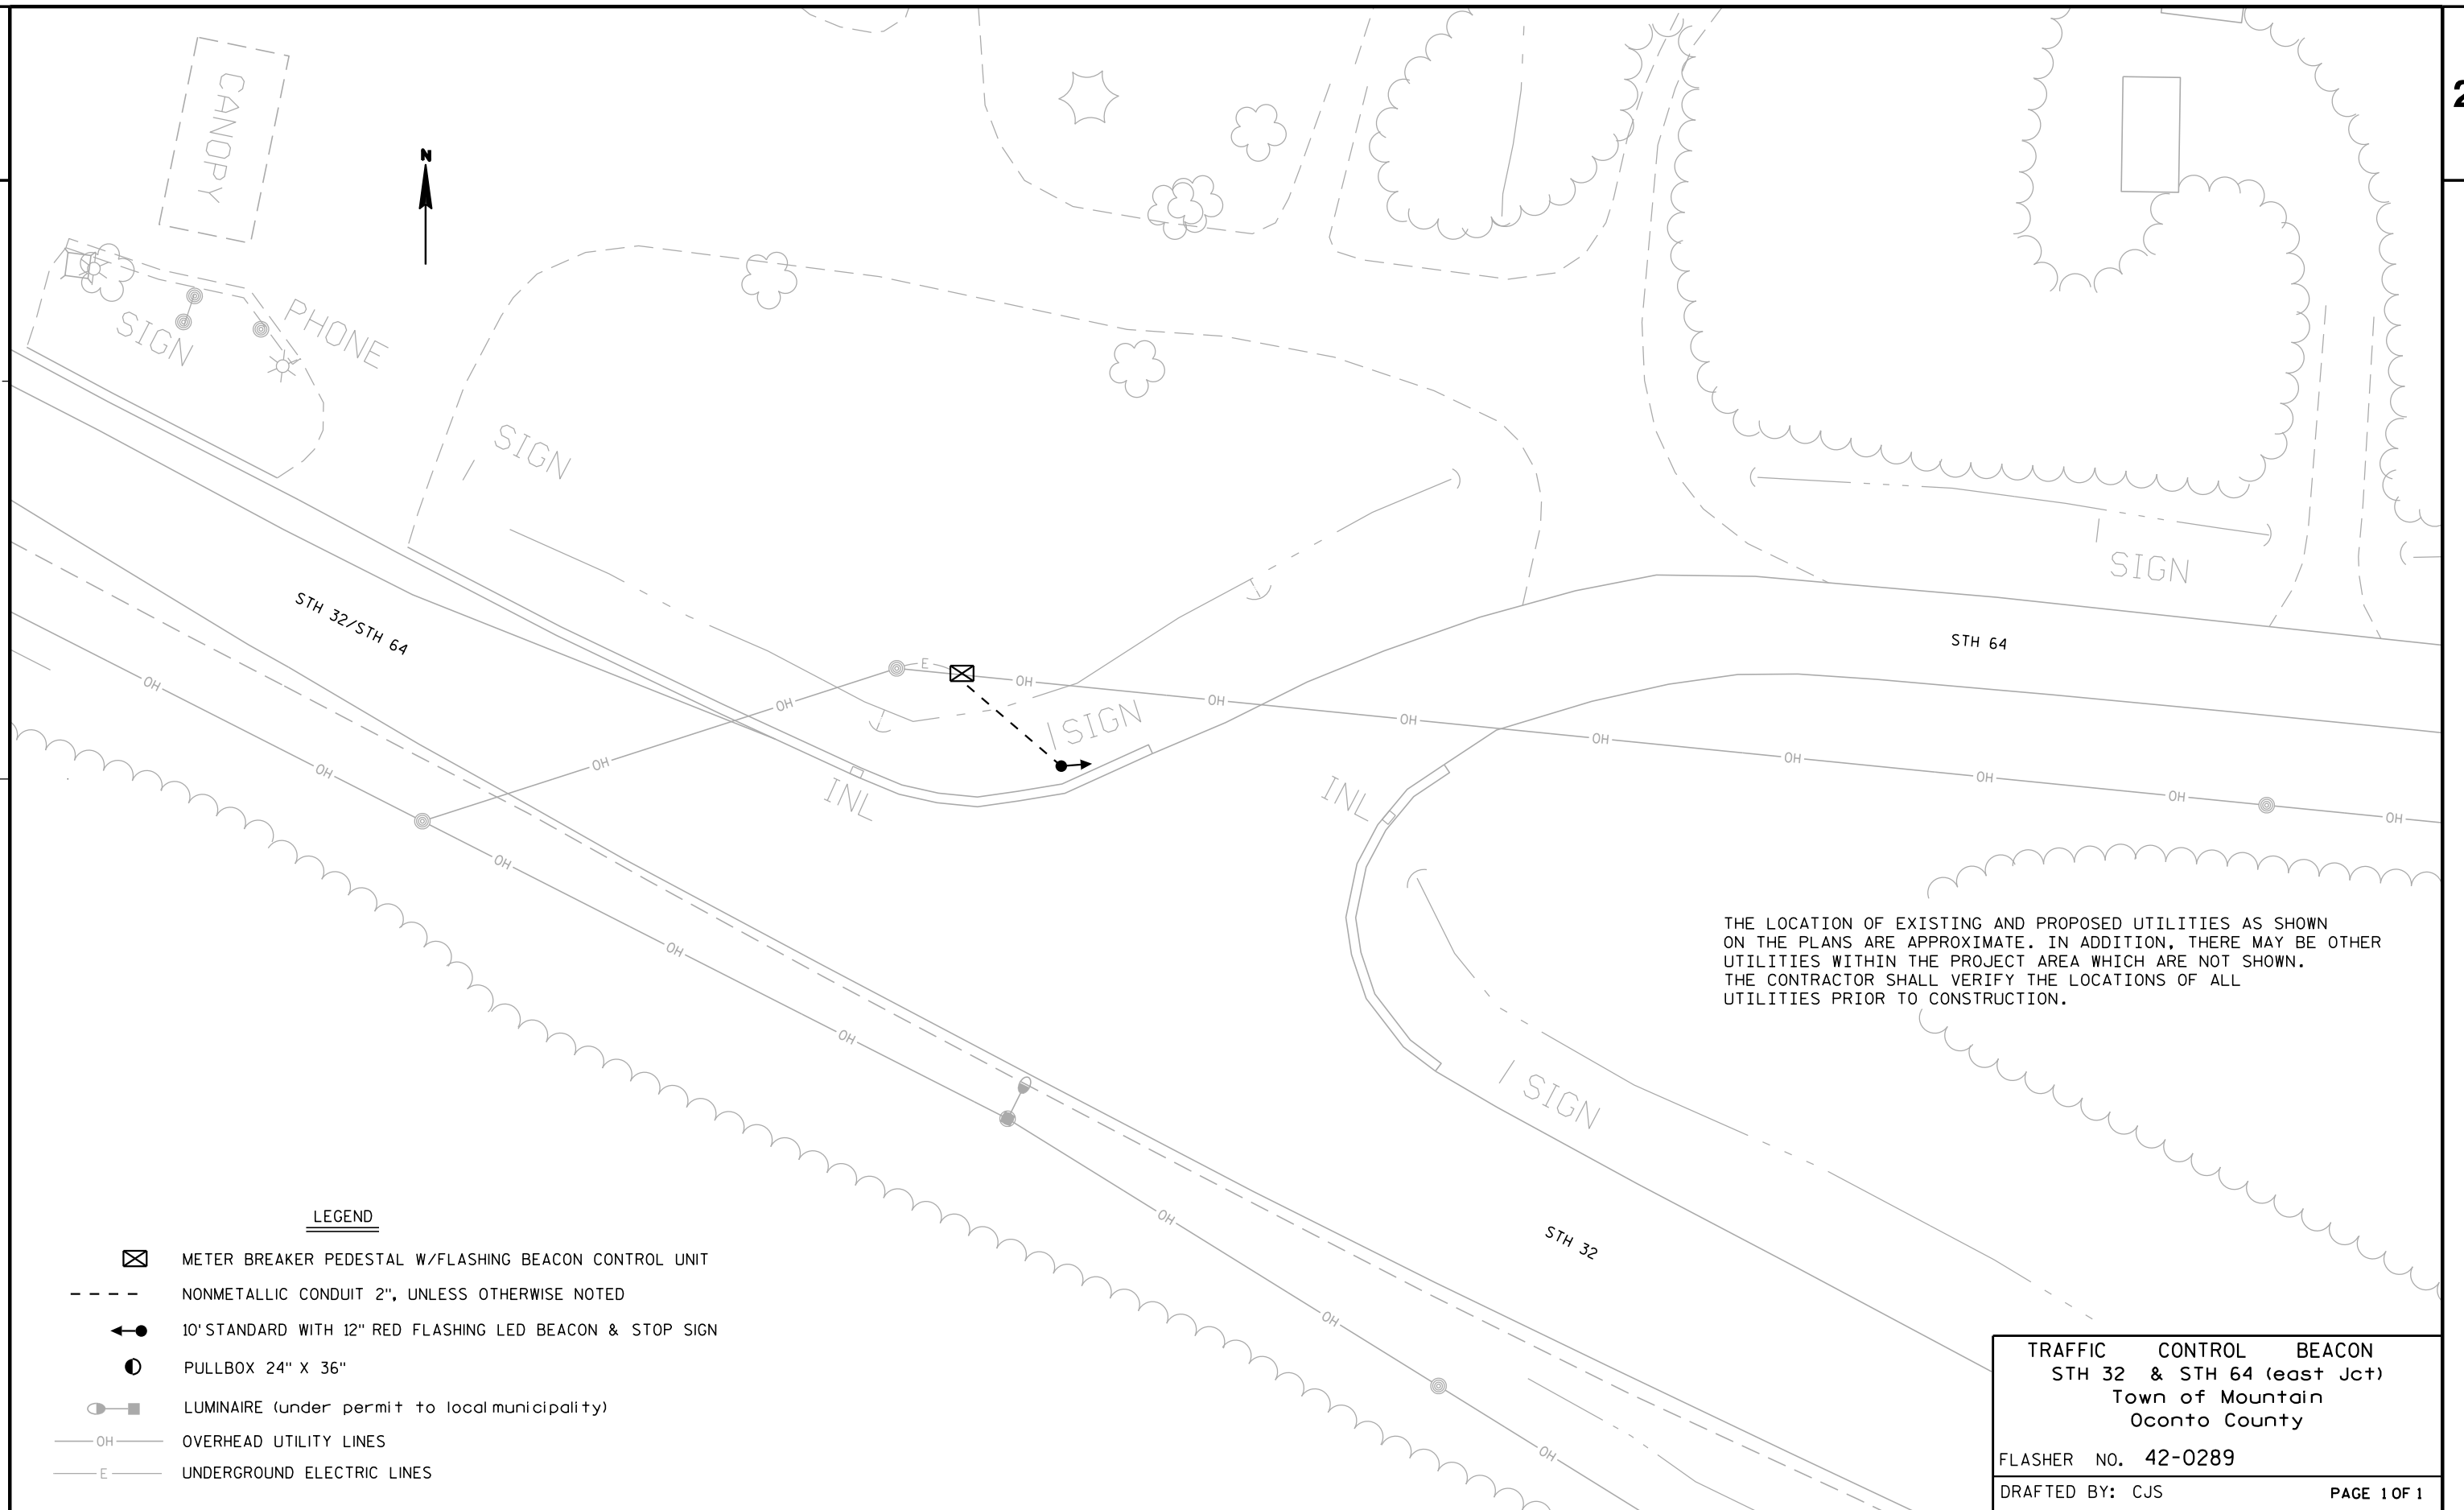 2
CANOPY
N
PHONE
SIGN
SIGN
SIGN
STH 32/STH 64
STH 64
E
OH
OH
OH
OH
OH
OH
OH
OH
OH
OH
SIGN
OH
OH
INL
INL
OH
OH
OH
THE LOCATION OF EXISTING AND PROPOSED UTILITIES AS SHOWN
ON THE PLANS ARE APPROXIMATE. IN ADDITION, THERE MAY BE OTHER
UTILITIES WITHIN THE PROJECT AREA WHICH ARE NOT SHOWN.
THE CONTRACTOR SHALL VERIFY THE LOCATIONS OF ALL
UTILITIES PRIOR TO CONSTRUCTION.
SIGN
OH
STH 32
OH
OH
LEGEND
METER BREAKER PEDESTAL W/FLASHING BEACON CONTROL UNIT
NONMETALLIC CONDUIT 2", UNLESS OTHERWISE NOTED
10' STANDARD WITH 12" RED FLASHING LED BEACON & STOP SIGN
PULLBOX 24" X 36"
LUMINAIRE (under permit to local municipality)
OH OVERHEAD UTILITY LINES
E UNDERGROUND ELECTRIC LINES
TRAFFIC CONTROL BEACON
STH 32 & STH 64 (east Jct)
Town of Mountain
Oconto County
FLASHER NO. 42-0289
DRAFTED BY: CJS PAGE 1 OF 1